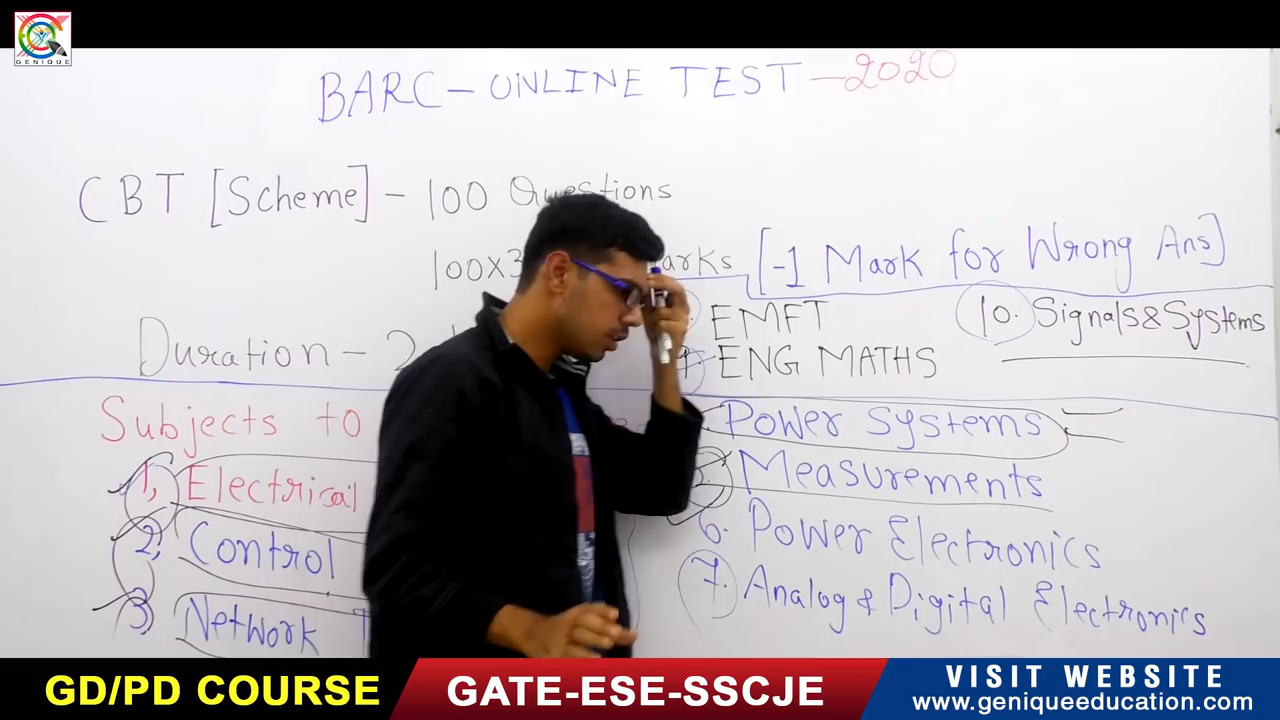 GENIQUE
BARC - ONLINE TEST - 2020
CBT [Scheme] - 100 Questions
100x3 arks [-1 Mark for Wrong Ans]
Duration - 2
EMFT
10. Signals & Systems
ENG MATHS
Subjects to
1, Electrical
2, Control
3, Network T
Power Systems
5. Measurements
6. Power Electronics
7. Analog & Digital Electronics
GD/PD COURSE
GATE-ESE-SSCJE
VISIT WEBSITE
www.geniqueeducation.com